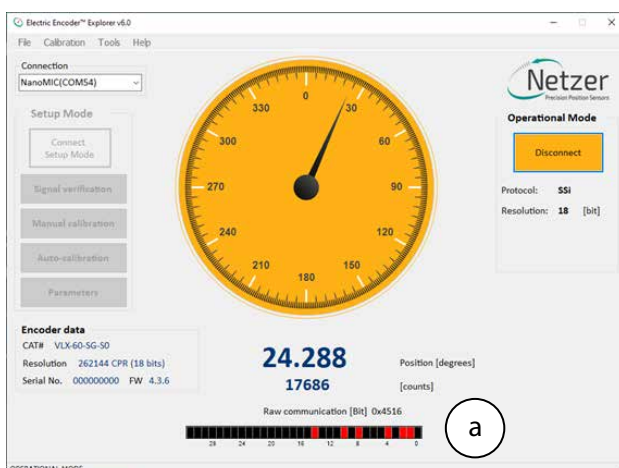 Electric Encoder™ Explorer v6.0
File Calibration Tools Help
Connection
NanoMIC(COM54)
Setup Mode
Connect
Setup Mode
Signal verification
Manual calibration
Auto-calibration
Parameters
0
30
60
90
120
150
180
210
240
270
300
330
Netzer
Precision Position Sensors
Operational Mode
Disconnect
Protocol: SSi
Resolution: 18 [bit]
Encoder data
CAT# VLX-60-SG-S0
Resolution 262144 CPR (18 bits)
Serial No. 000000000 FW 4.3.6
24.288 Position [degrees]
17686 [counts]
Raw communication [Bit] 0x4516
28 24 20 16 12 8 4 0
a
OPERATIONAL MODE